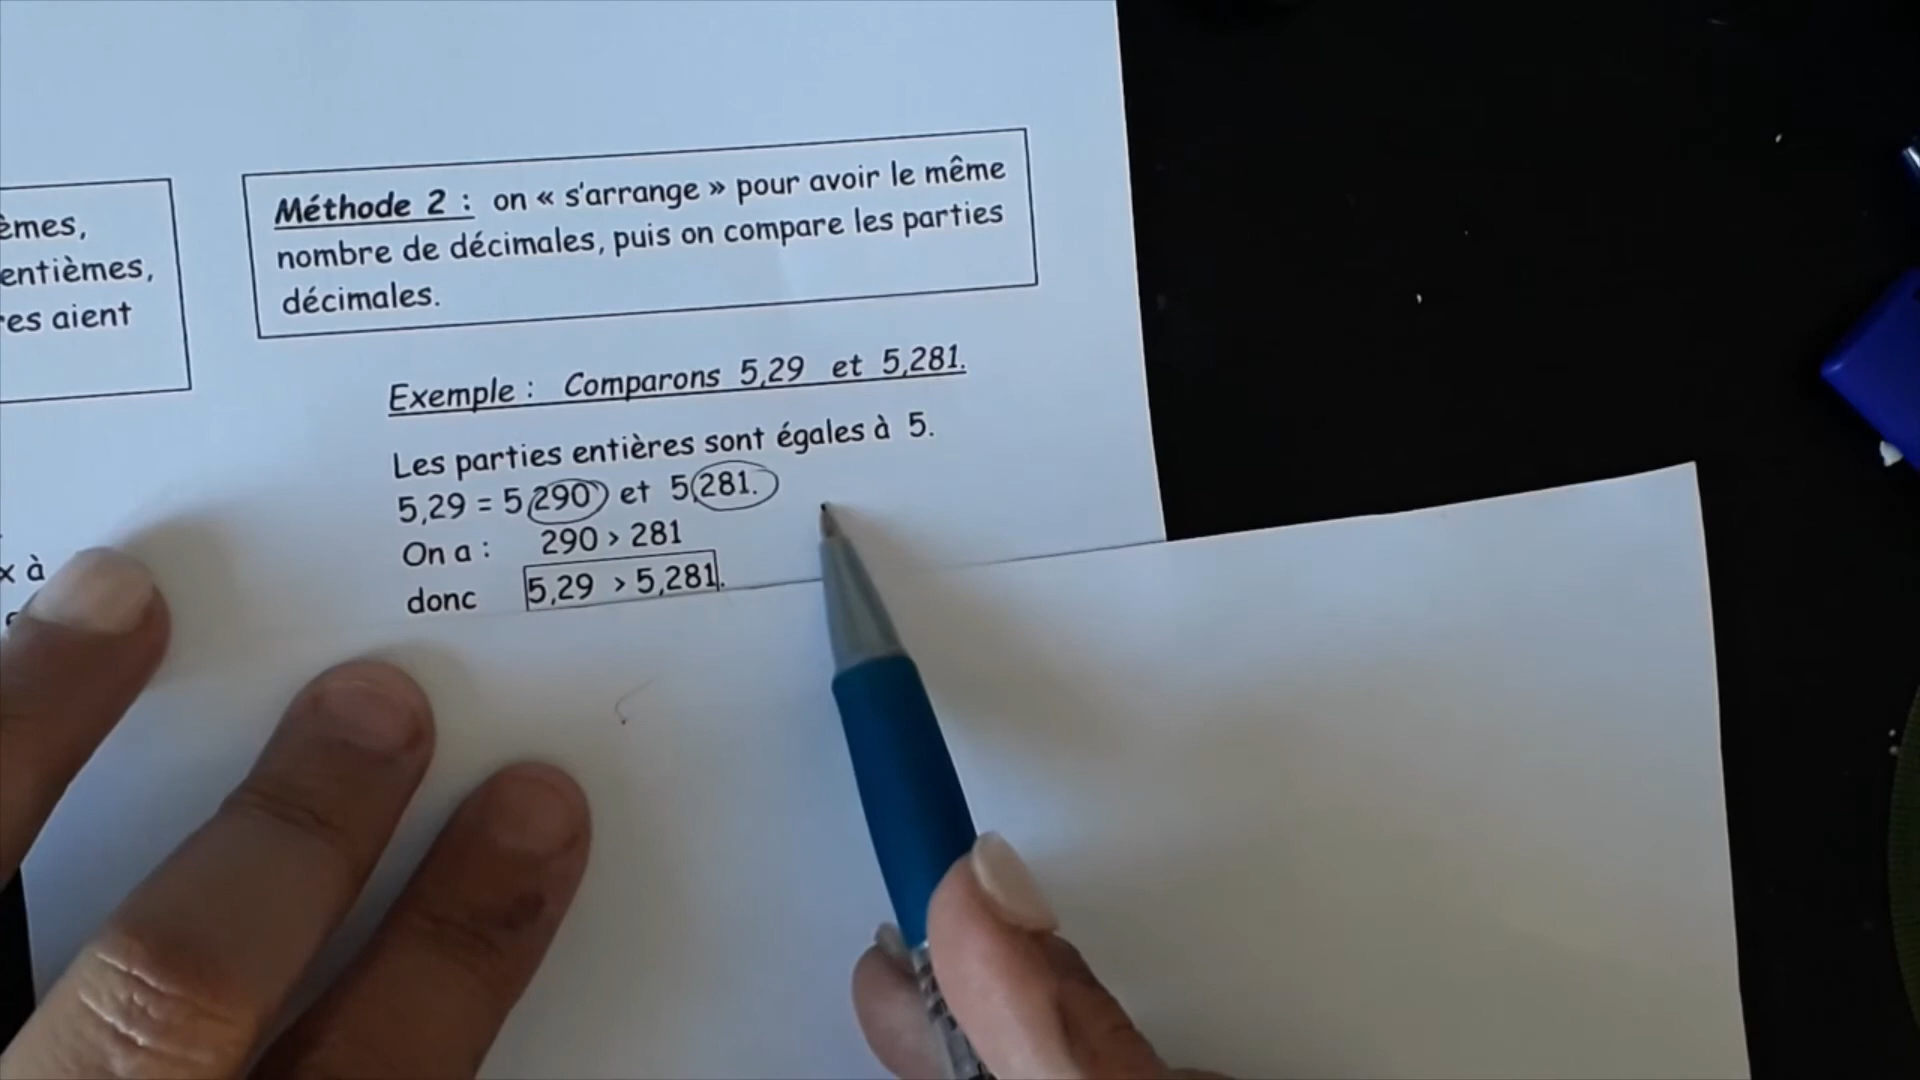 entièmes,
res aient
x à
Méthode 2 : on « s'arrange » pour avoir le même
nombre de décimales, puis on compare les parties
décimales.
Exemple : Comparons 5,29 et 5,281.
Les parties entières sont égales à 5.
5,29 = 5,290 et 5,281.
On a : 290 > 281
donc 5,29 > 5,281.